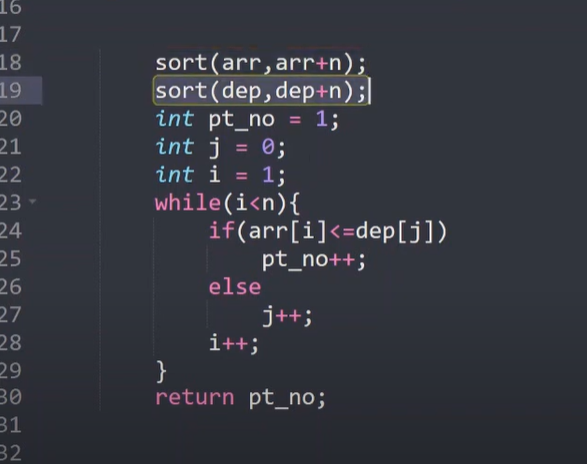 16
17
18 sort(arr,arr+n);
19 sort(dep,dep+n);
20 int pt_no = 1;
21 int j = 0;
22 int i = 1;
23 while(i<n){
24 if(arr[i]<=dep[j])
25 pt_no++;
26 else
27 j++;
28 i++;
29 }
30 return pt_no;
31
32